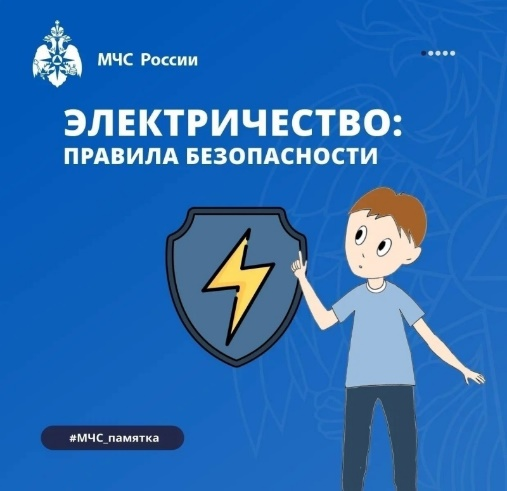 МЧС России
ЭЛЕКТРИЧЕСТВО:
ПРАВИЛА БЕЗОПАСНОСТИ
#МЧС_памятка